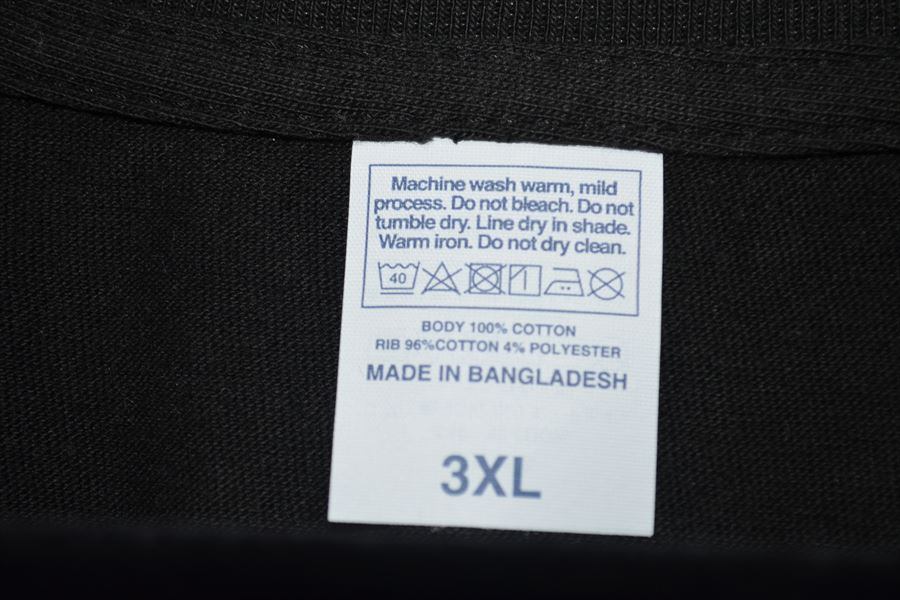 Machine wash warm, mild
process. Do not bleach. Do not
tumble dry. Line dry in shade.
Warm iron. Do not dry clean.
40
BODY 100% COTTON
RIB 96%COTTON 4% POLYESTER
MADE IN BANGLADESH
3XL